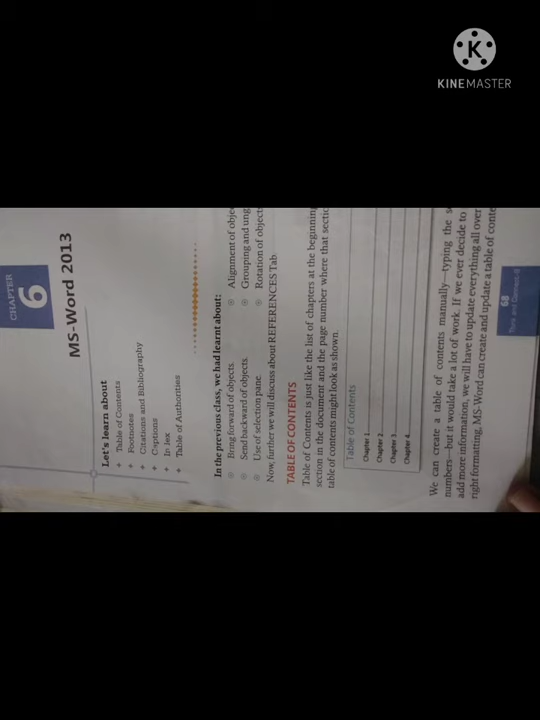 KINEMASTER
CHAPTER
6
MS-Word 2013
Let's learn about
Table of Contents
Footnotes
Citations and Bibliography
Captions
Index
Table of Authorities
In the previous class, we had learnt about:
Bring forward of objects.
Send backward of objects.
Use of selection pane.
Alignment of objec
Grouping and ung
Rotation of objects
Now, further we will discuss about REFERENCES Tab
TABLE OF CONTENTS
Table of Contents is just like the list of chapters at the beginning
section in the document and the page number where that sectio
table of contents might look as shown.
Table of Contents
Chapter 1
Chapter 2
Chapter 3
Chapter 4
We can create a table of contents manually—typing the se
numbers—but it would take a lot of work. If we ever decide to
add more information, we will have to update everything all over
right formatting, MS-Word can create and update a table of conte
68